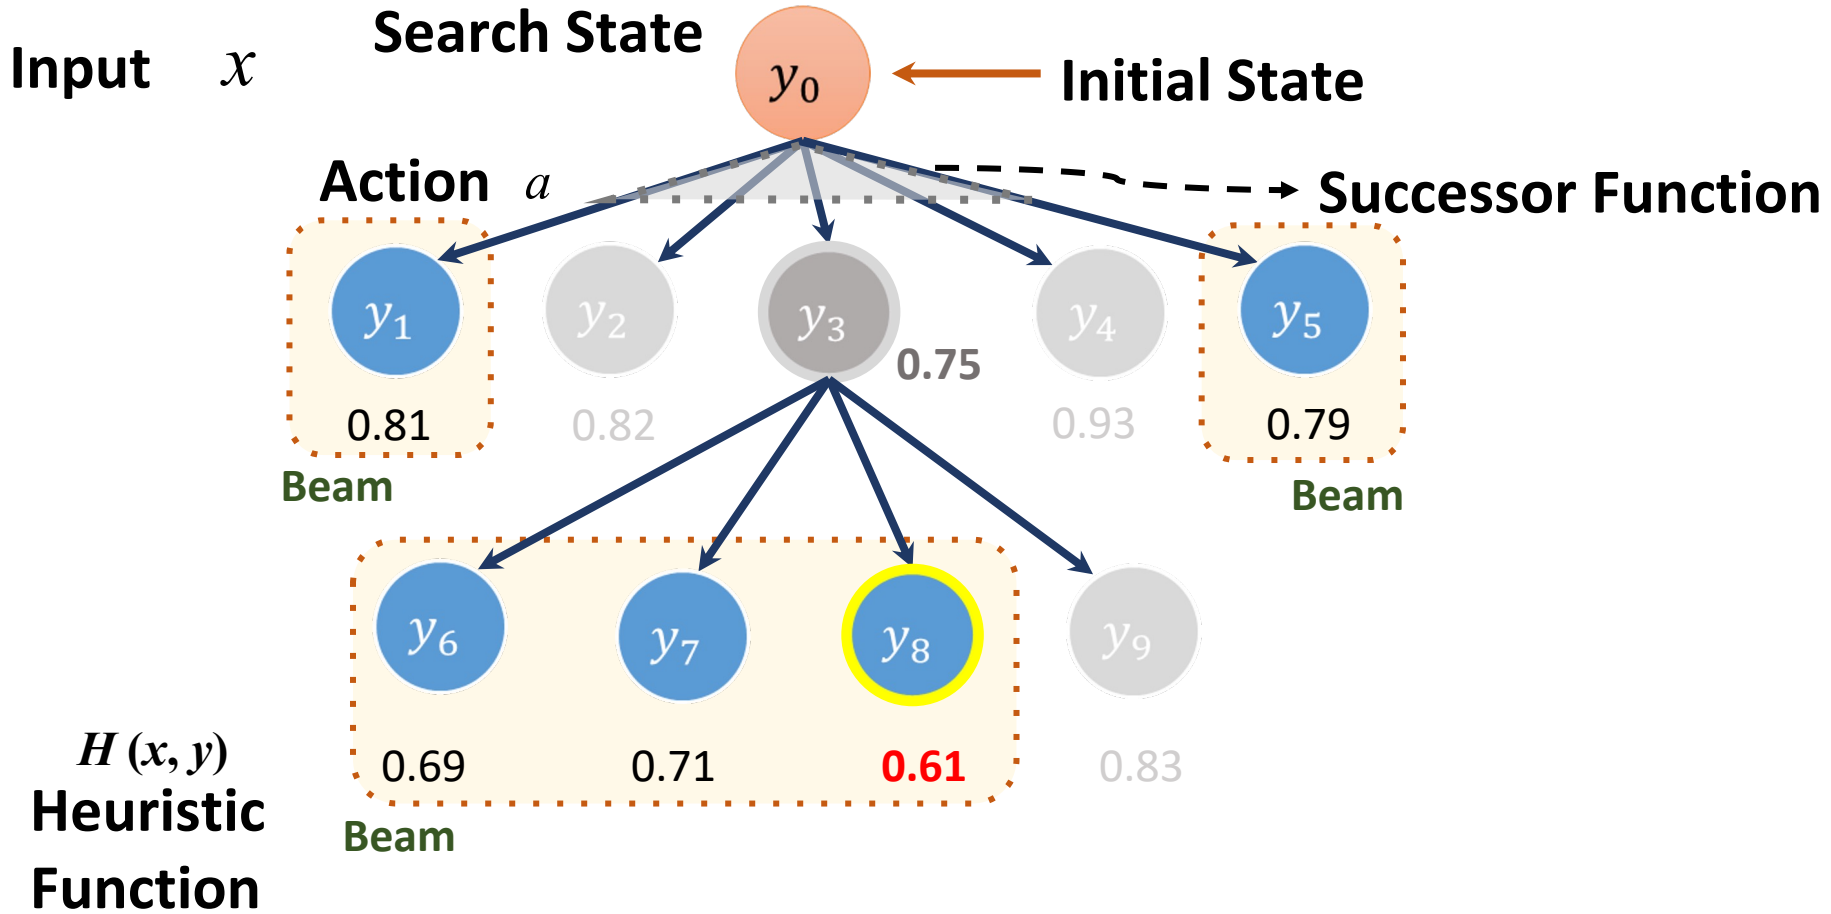 Search State
Input x
y0
Initial State
Action a
Successor Function
y1
y2
y3
y4
y5
0.75
0.81
0.82
0.93
0.79
Beam
Beam
y6
y7
y8
y9
H (x, y)
0.69
0.71
0.61
0.83
Heuristic
Beam
Function